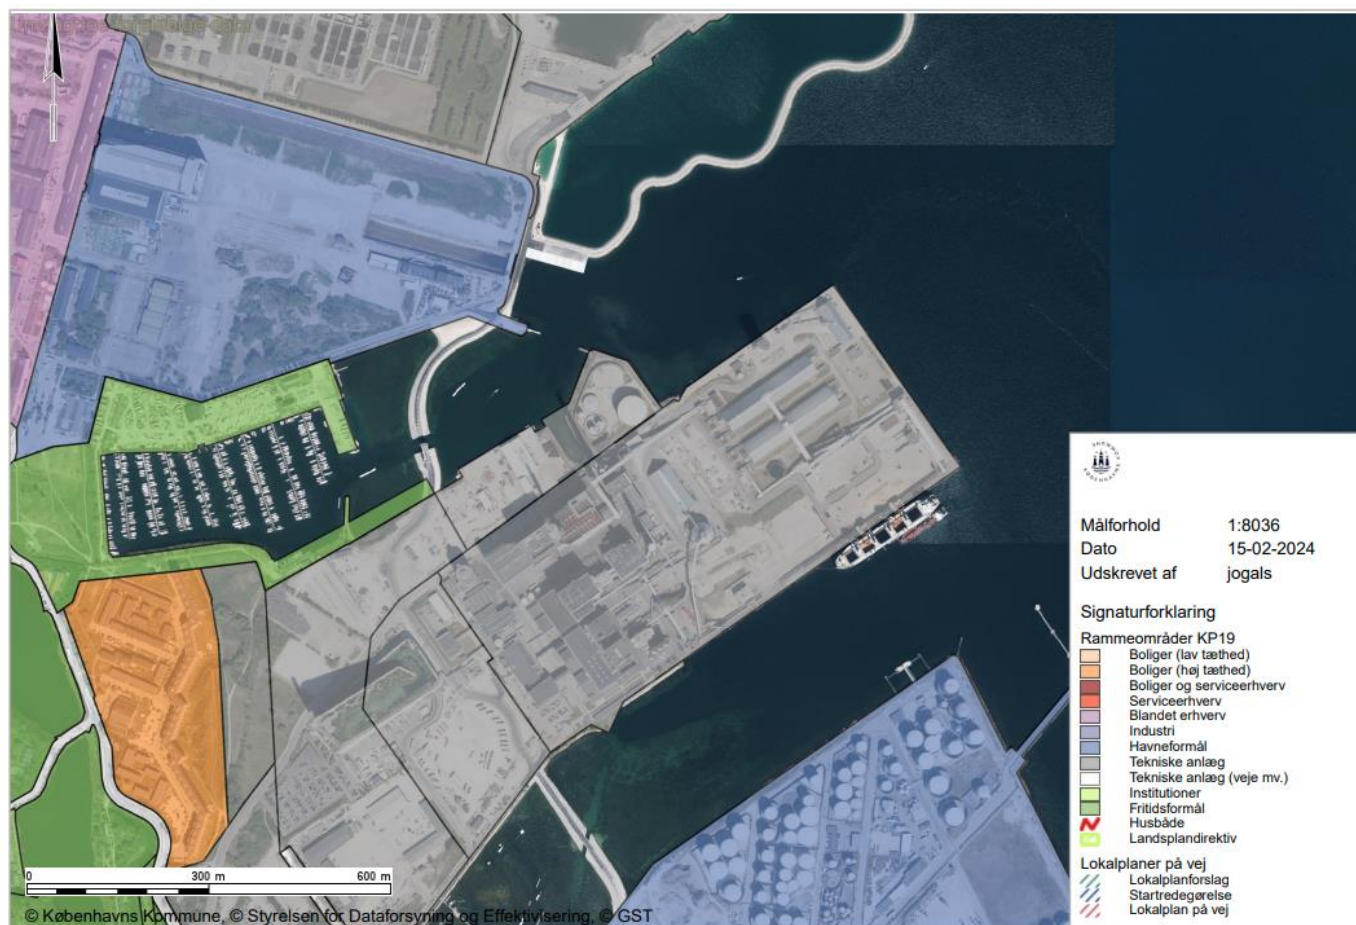 Målforhold 1:8036
Dato 15-02-2024
Udskrevet af jogals
Signaturforklaring
Rammeområder KP19
Boliger (lav tæthed)
Boliger (høj tæthed)
Boliger og serviceerhverv
Serviceerhverv
Blandet erhverv
Industri
Havneformål
Tekniske anlæg
Tekniske anlæg (veje mv.)
Institutioner
Fritidsformål
Husbåde
Landsplandirektiv
Lokalplaner på vej
Lokalplanforslag
Startredegørelse
Lokalplan på vej
0 300 m 600 m
© Københavns Kommune, © Styrelsen for Dataforsyning og Effektivisering, © GST